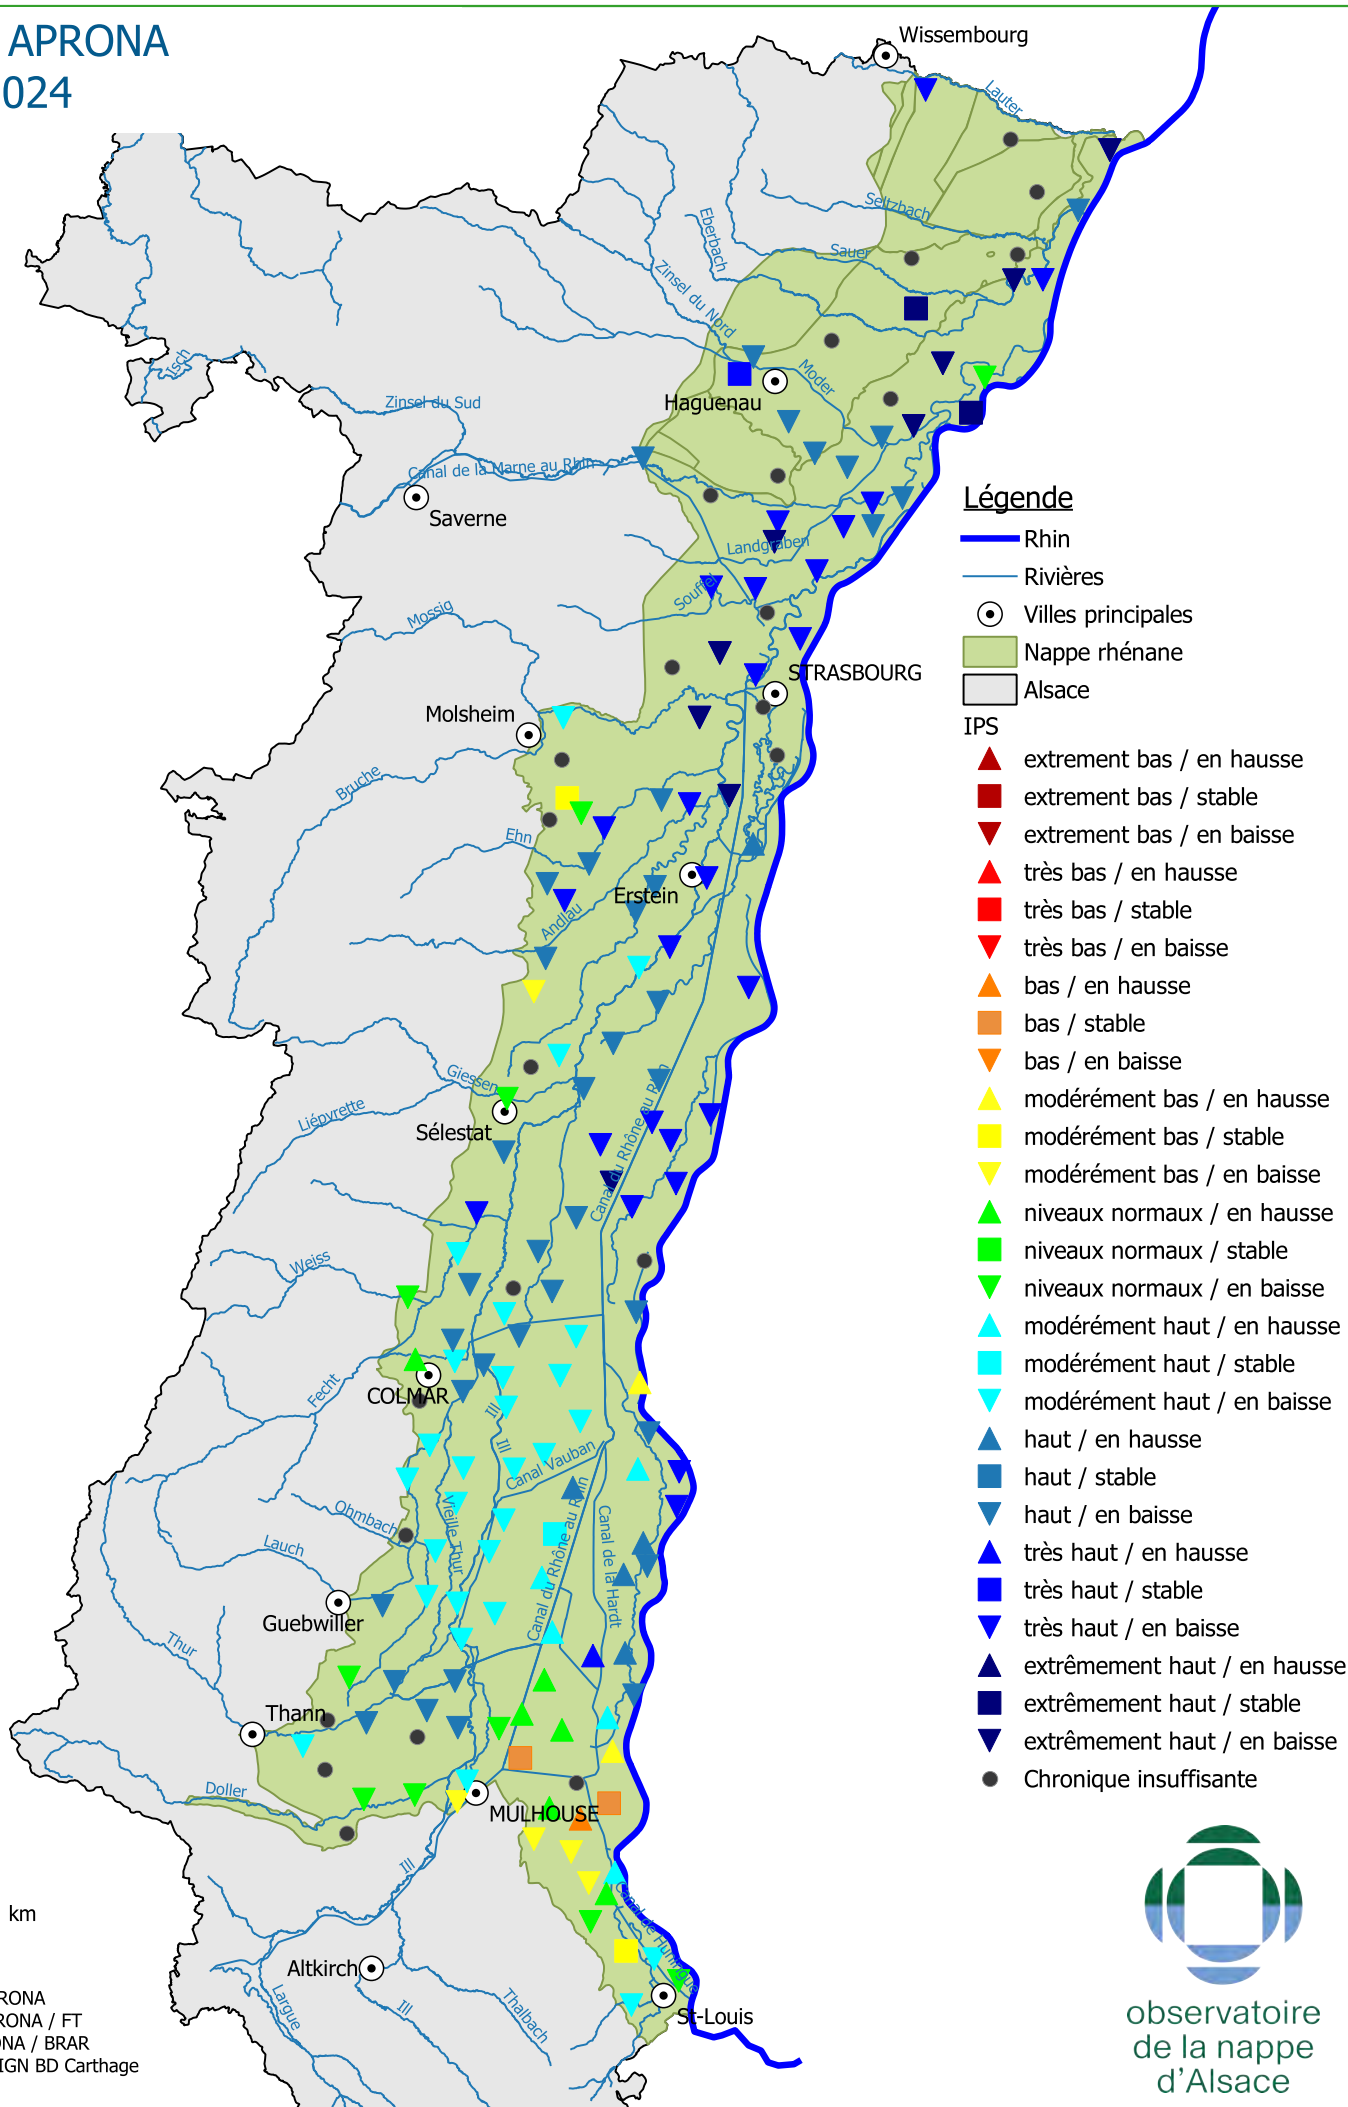 APRONA
024
Wissembourg
Lauter
Seltzbach
Eberbach
Sauer
Zinsel du Nord
Isch
Moder
Zinsel du Sud
Haguenau
Canal de la Marne au Rhin
Saverne
Landgraben
Souffel
Mossig
STRASBOURG
Molsheim
Bruche
Ehn
Erstein
Andlau
Giessen
Liépvrette
Sélestat
Canal du Rhône au Rhin
Weiss
Fecht
COLMAR
Ill
Ill
Canal Vauban
Ohmbach
Vieille Thur
Lauch
Canal du Rhône au Rhin
Canal de la Hardt
Guebwiller
Thur
Thann
Doller
MULHOUSE
Ill
Canal de Huningue
Altkirch
Largue
Ill
Thalbach
St-Louis
Légende
Rhin
Rivières
Villes principales
Nappe rhénane
Alsace
IPS
extrement bas / en hausse
extrement bas / stable
extrement bas / en baisse
très bas / en hausse
très bas / stable
très bas / en baisse
bas / en hausse
bas / stable
bas / en baisse
modérément bas / en hausse
modérément bas / stable
modérément bas / en baisse
niveaux normaux / en hausse
niveaux normaux / stable
niveaux normaux / en baisse
modérément haut / en hausse
modérément haut / stable
modérément haut / en baisse
haut / en hausse
haut / stable
haut / en baisse
très haut / en hausse
très haut / stable
très haut / en baisse
extrêmement haut / en hausse
extrêmement haut / stable
extrêmement haut / en baisse
Chronique insuffisante
km
RONA
RONA / FT
ONA / BRAR
IGN BD Carthage
observatoire
de la nappe
d'Alsace